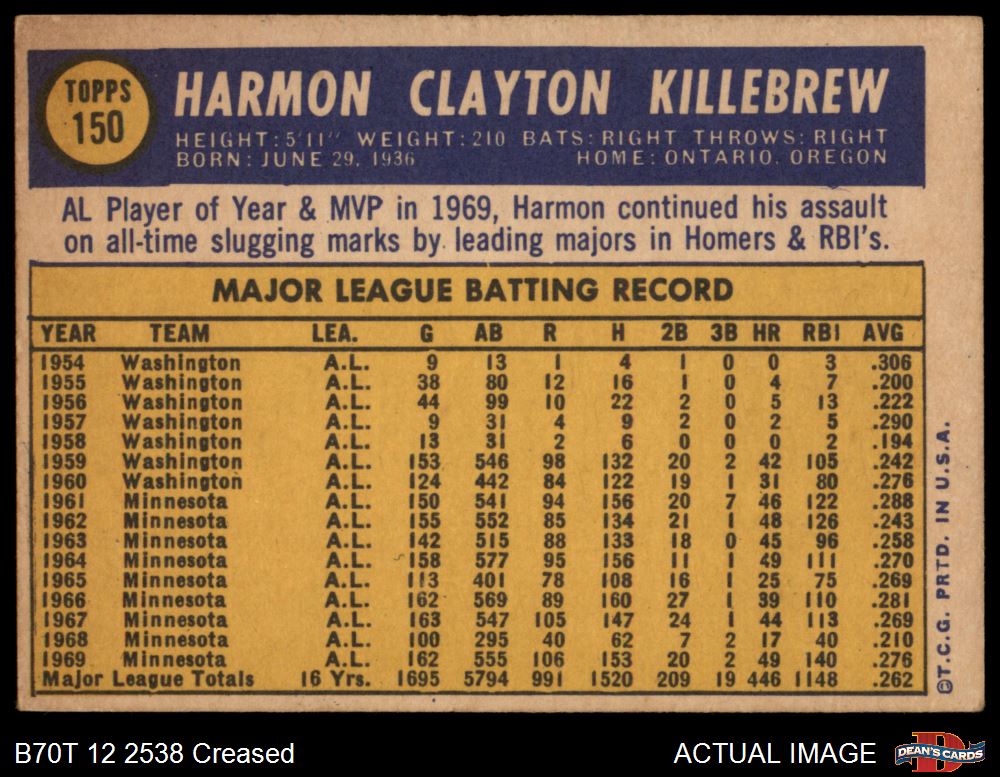 TOPPS
150
HARMON CLAYTON KILLEBREW
HEIGHT: 5'11" WEIGHT: 210 BATS: RIGHT THROWS: RIGHT
BORN: JUNE 29, 1936 HOME: ONTARIO, OREGON
AL Player of Year & MVP in 1969, Harmon continued his assault
on all-time slugging marks by leading majors in Homers & RBI's.
MAJOR LEAGUE BATTING RECORD
YEAR TEAM LEA. G AB R H 2B 3B HR RBI AVG
1954 Washington A.L. 9 13 1 4 1 0 0 3 .306
1955 Washington A.L. 38 80 12 16 1 0 4 7 .200
1956 Washington A.L. 44 99 10 22 2 0 5 13 .222
1957 Washington A.L. 9 31 4 9 2 0 2 5 .290
1958 Washington A.L. 13 31 2 6 0 0 0 2 .194
1959 Washington A.L. 153 546 98 132 20 2 42 105 .242
1960 Washington A.L. 124 442 84 122 19 1 31 80 .276
1961 Minnesota A.L. 150 541 94 156 20 7 46 122 .288
1962 Minnesota A.L. 155 552 85 134 21 1 48 126 .243
1963 Minnesota A.L. 142 515 88 133 18 0 45 96 .258
1964 Minnesota A.L. 158 577 95 156 11 1 49 111 .270
1965 Minnesota A.L. 113 401 78 108 16 1 25 75 .269
1966 Minnesota A.L. 162 569 89 160 27 1 39 110 .281
1967 Minnesota A.L. 163 547 105 147 24 1 44 113 .269
1968 Minnesota A.L. 100 295 40 62 7 2 17 40 .210
1969 Minnesota A.L. 162 555 106 153 20 2 49 140 .276
Major League Totals 16 Yrs. 1695 5794 991 1520 209 19 446 1148 .262
©T.C.G. PRTD. IN U.S.A.
B70T 12 2538 Creased
ACTUAL IMAGE
D
DEAN'S CARDS